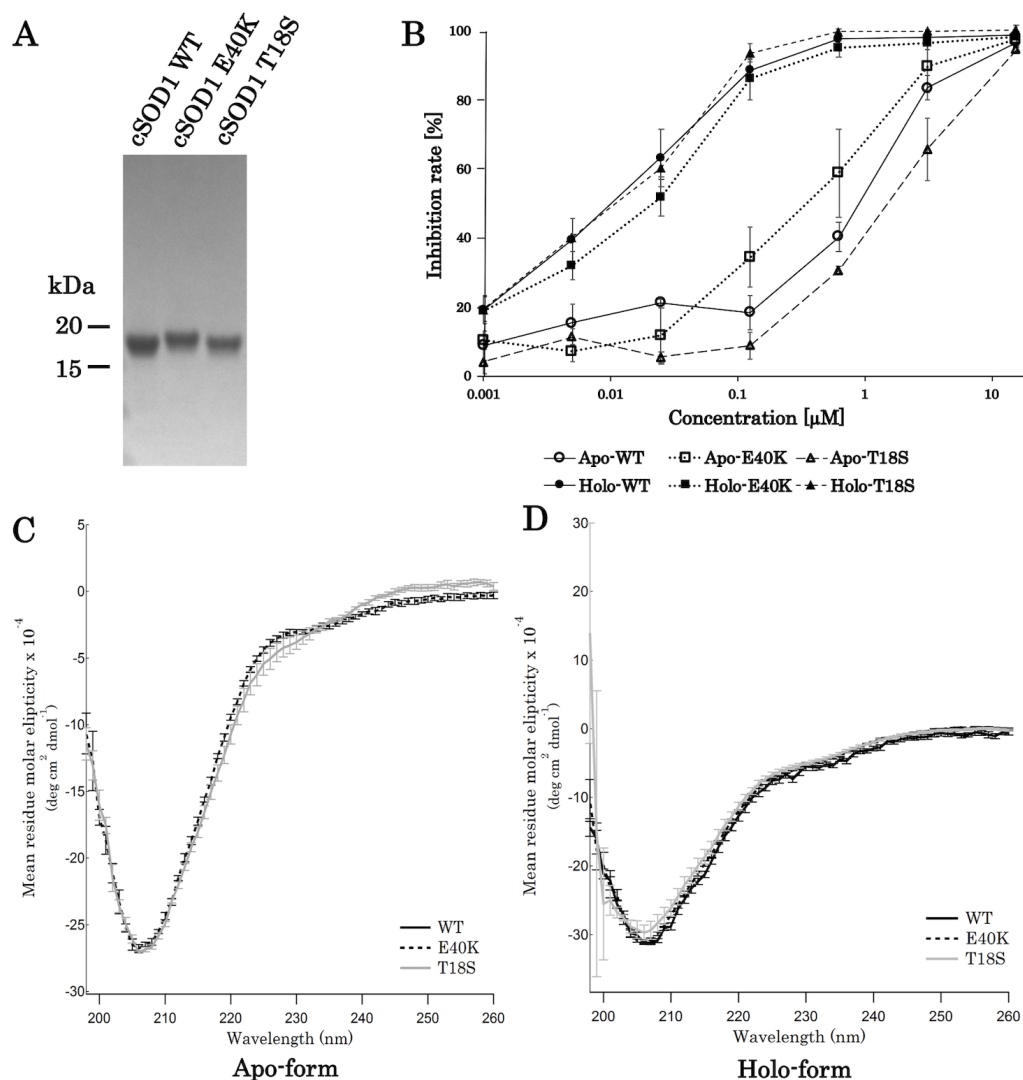 A
cSOD1 WT
cSOD1 E40K
cSOD1 T18S
kDa
20
15
B
Inhibition rate [%]
100
80
60
40
20
0
0.001
0.01
0.1
1
10
Concentration [μM]
Apo-WT
Apo-E40K
Apo-T18S
Holo-WT
Holo-E40K
Holo-T18S
C
Mean residue molar elipticity x 10-4
(deg cm2 dmol-1)
5
0
-5
-10
-15
-20
-25
-30
WT
E40K
T18S
200
210
220
230
240
250
260
Wavelength (nm)
Apo-form
D
Mean residue molar elipticity x 10-4
(deg cm2 dmol-1)
30
20
10
0
-10
-20
-30
WT
E40K
T18S
200
210
220
230
240
250
260
Wavelength (nm)
Holo-form